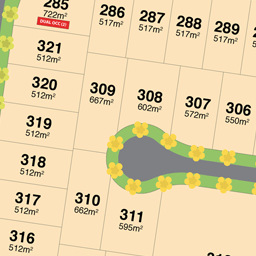 285
722m²
DUAL OCC (2)
286
517m²
287
517m²
288
517m²
289
517m²
321
512m²
320
512m²
319
512m²
318
512m²
317
512m²
316
512m²
309
667m²
308
602m²
307
572m²
306
550m²
310
662m²
311
595m²